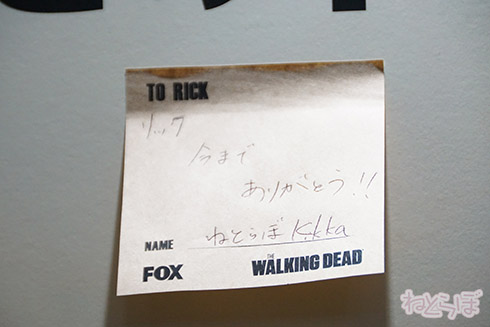 TO RICK
リック
今まで
ありがとう!!
NAME ねとらぼ Kikka
FOX THE WALKING DEAD
ねとらぼ